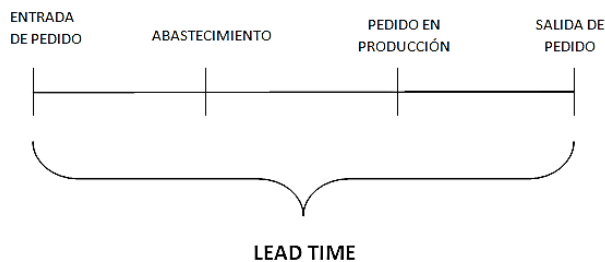 ENTRADA
DE PEDIDO
ABASTECIMIENTO
PEDIDO EN
PRODUCCIÓN
SALIDA DE
PEDIDO
LEAD TIME